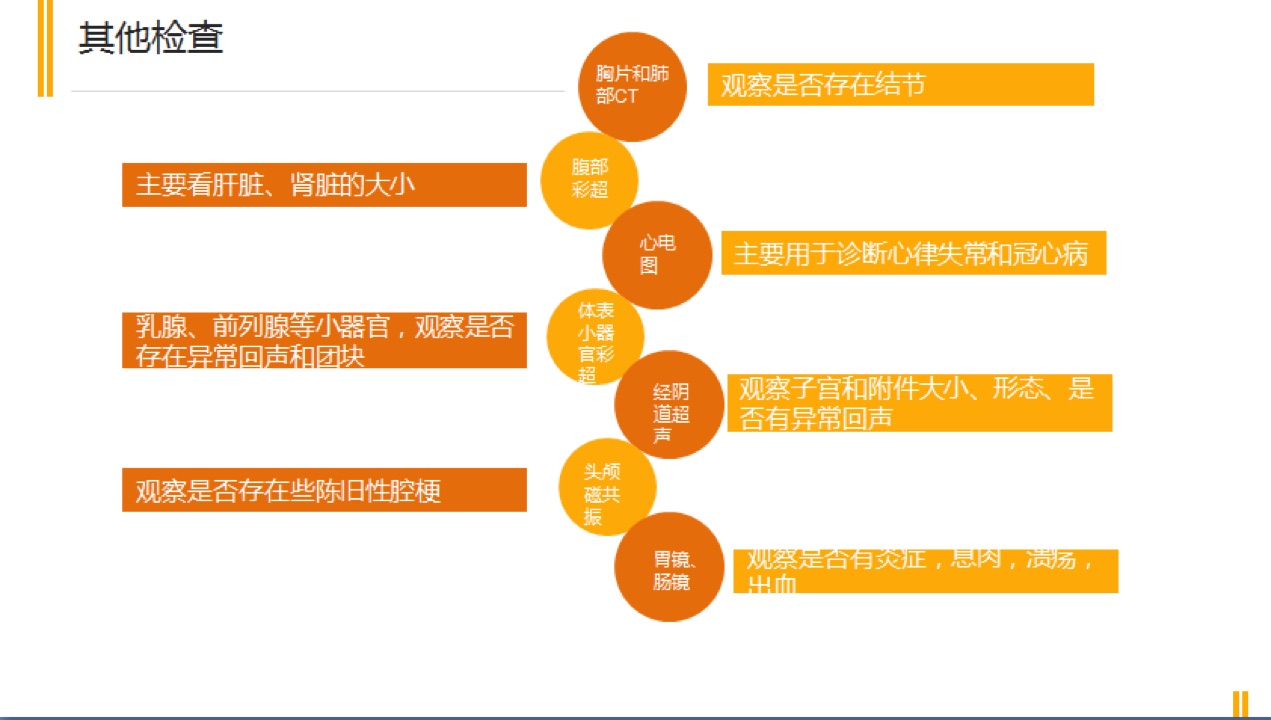 其他检查
胸片和肺
部CT
观察是否存在结节
腹部
彩超
主要看肝脏、肾脏的大小
心电
图
主要用于诊断心律失常和冠心病
体表
小器
官彩
超
乳腺、前列腺等小器官，观察是否
存在异常回声和团块
经阴
道超
声
观察子宫和附件大小、形态、是
否有异常回声
头颅
磁共
振
观察是否存在些陈旧性腔梗
胃镜、
肠镜
观察是否有炎症，息肉，溃疡，
出血